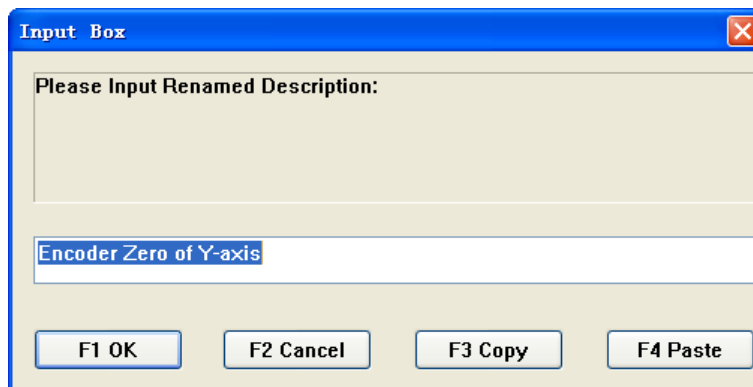 Input Box
Please Input Renamed Description:
Encoder Zero of Y-axis
F1 OK F2 Cancel F3 Copy F4 Paste